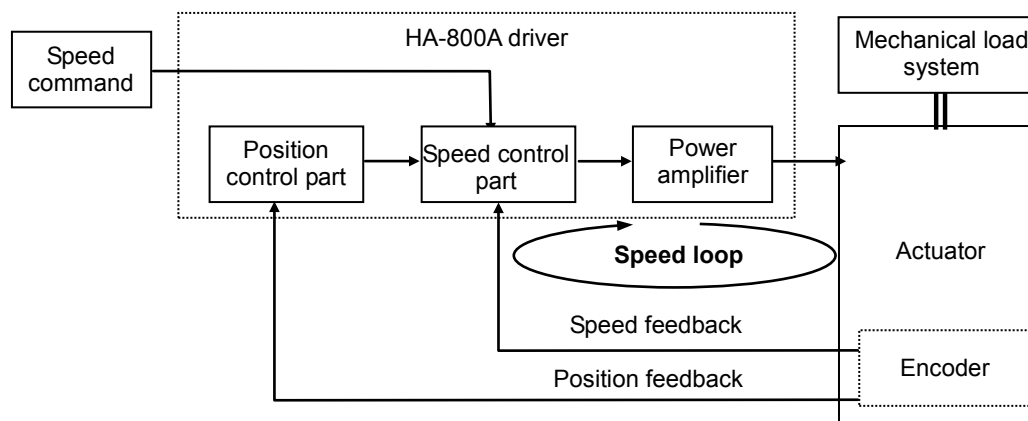 HA-800A driver
Speed
command
Mechanical load
system
Position
control part
Speed control
part
Power
amplifier
Speed loop
Actuator
Speed feedback
Encoder
Position feedback